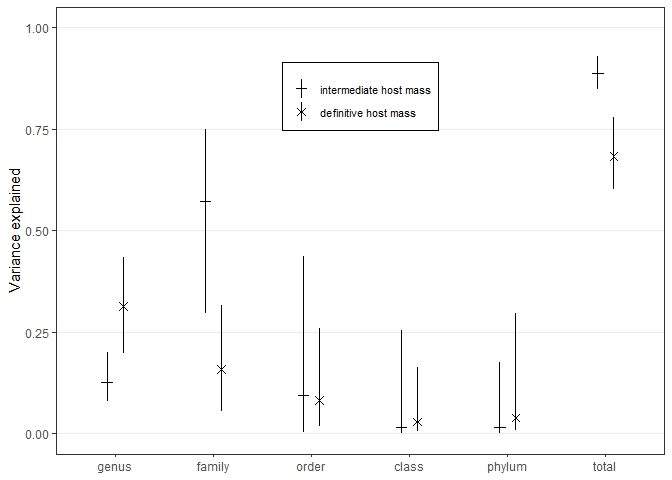 1.00
0.75
0.50
0.25
0.00
Variance explained
intermediate host mass
definitive host mass
genus family order class phylum total